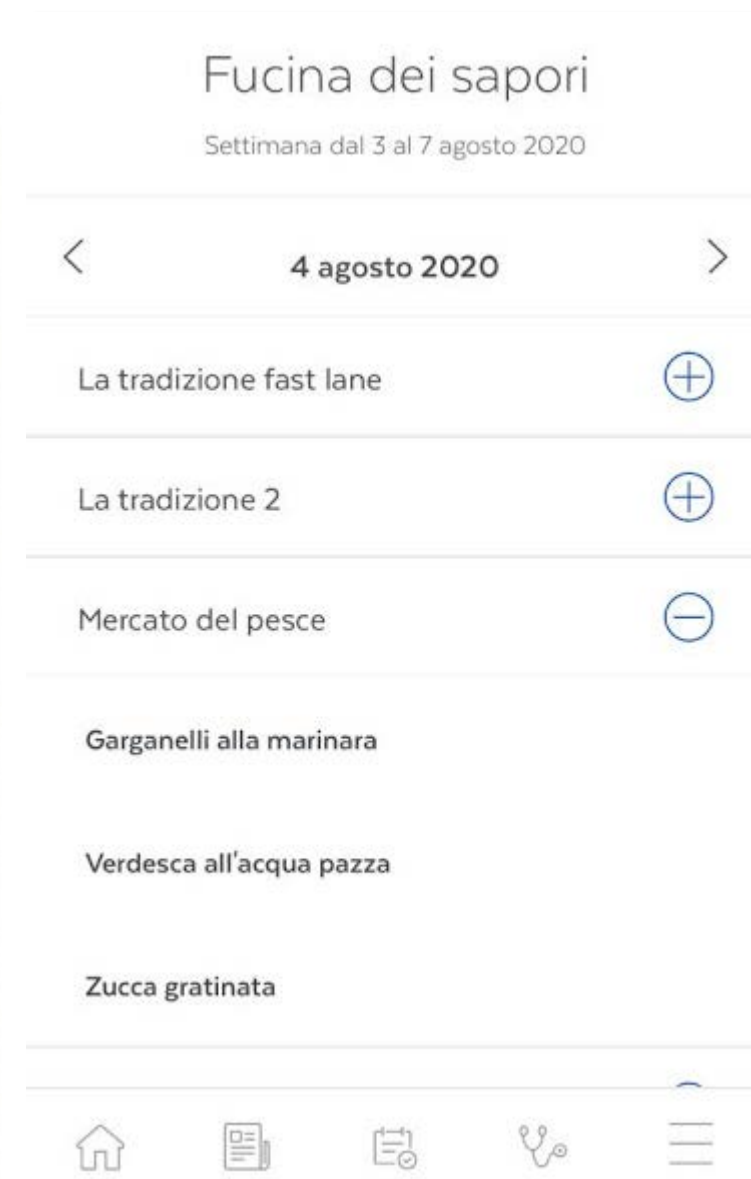 Fucina dei sapori
Settimana dal 3 al 7 agosto 2020
4 agosto 2020
La tradizione fast lane
La tradizione 2
Mercato del pesce
Garganelli alla marinara
Verdesca all'acqua pazza
Zucca gratinata